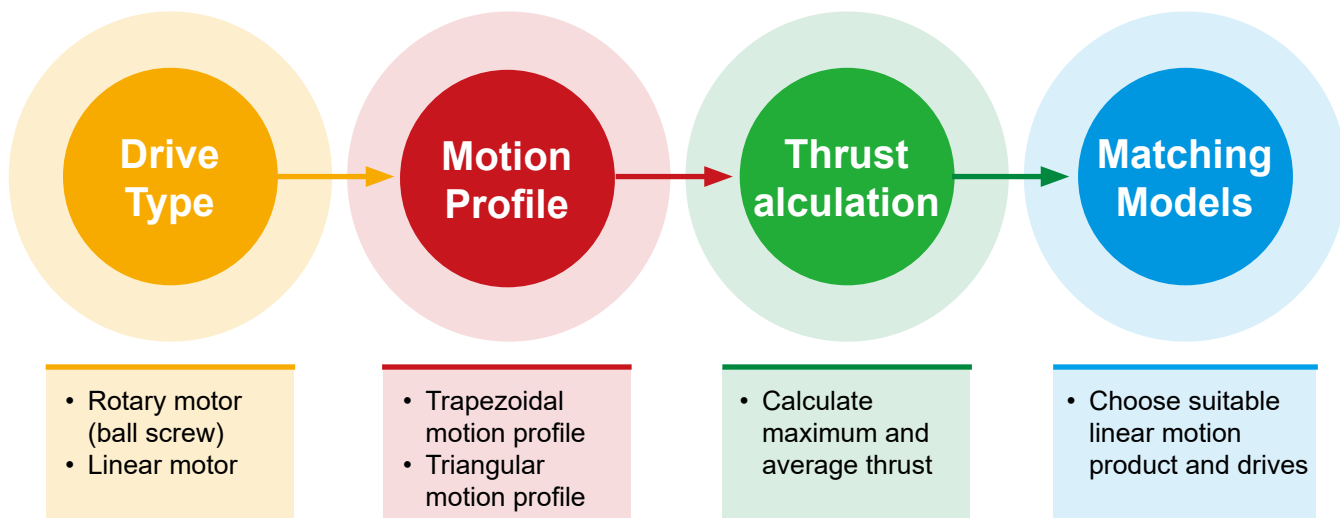 Drive
Type
Motion
Profile
Thrust
alculation
Matching
Models
• Rotary motor
(ball screw)
• Linear motor
• Trapezoidal
motion profile
• Triangular
motion profile
• Calculate
maximum and
average thrust
• Choose suitable
linear motion
product and drives